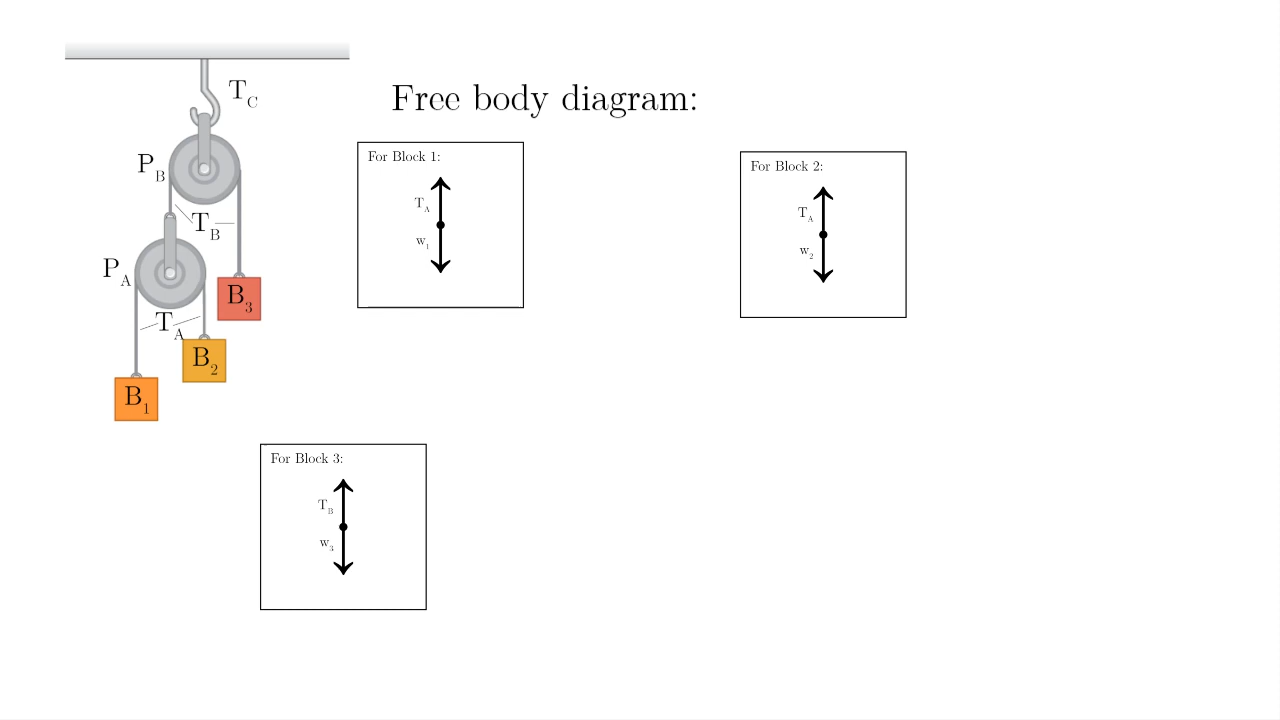 T_C
Free body diagram:
P_B
For Block 1:
T_A
w_1
For Block 2:
T_A
w_2
T_B
P_A
B_3
T_A
B_2
B_1
For Block 3:
T_B
w_3